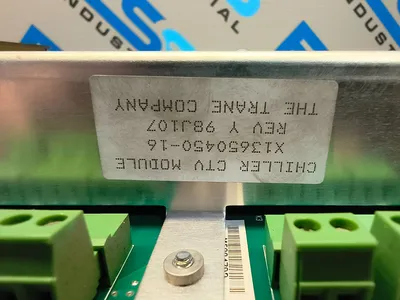 CHILLER CTV MODULE
X13650450-16
REV Y 98J107
THE TRANE COMPANY